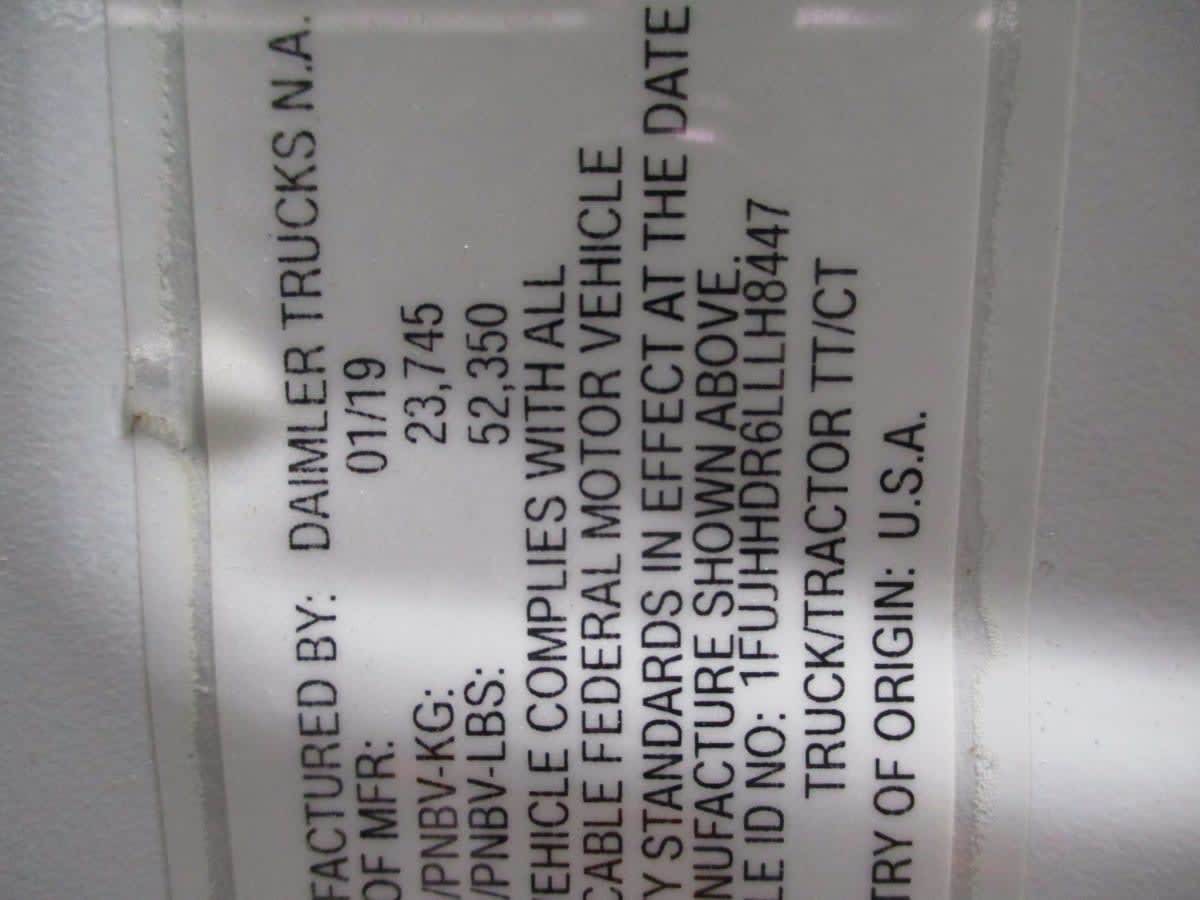 FACTURED BY: DAIMLER TRUCKS N.A.
OF MFR: 01/19
/PNBV-KG: 23,745
/PNBV-LBS: 52,350
EHICLE COMPLIES WITH ALL
CABLE FEDERAL MOTOR VEHICLE
Y STANDARDS IN EFFECT AT THE DATE
NUFACTURE SHOWN ABOVE.
LE ID NO: 1FUJHHDR6LLLH8447
TRUCK/TRACTOR TT/CT
TRY OF ORIGIN: U.S.A.